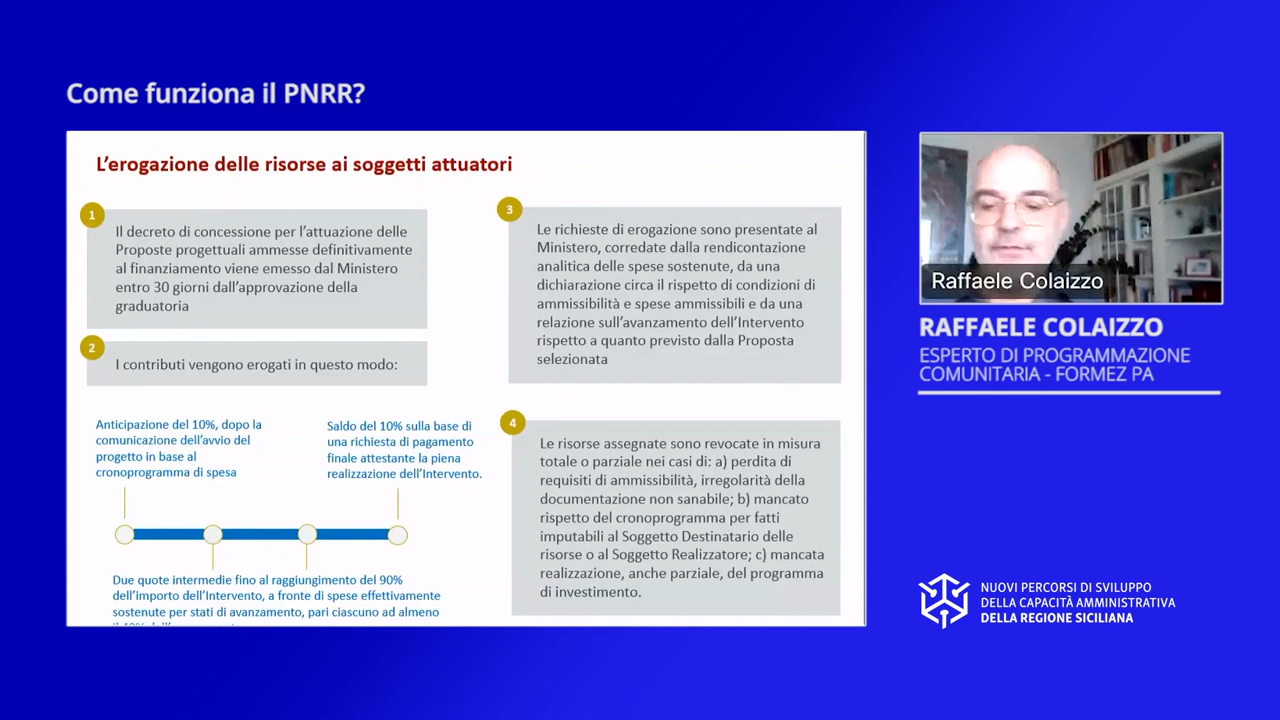 Come funziona il PNRR?
L'erogazione delle risorse ai soggetti attuatori
1
Il decreto di concessione per l'attuazione delle
Proposte progettuali ammesse definitivamente
al finanziamento viene emesso dal Ministero
entro 30 giorni dall'approvazione della
graduatoria
2
I contributi vengono erogati in questo modo:
Anticipazione del 10%, dopo la
comunicazione dell'avvio del
progetto in base al
cronoprogramma di spesa
Saldo del 10% sulla base di
una richiesta di pagamento
finale attestante la piena
realizzazione dell'Intervento.
Due quote intermedie fino al raggiungimento del 90%
dell'importo dell'Intervento, a fronte di spese effettivamente
sostenute per stati di avanzamento, pari ciascuno ad almeno
3
Le richieste di erogazione sono presentate al
Ministero, corredate dalla rendicontazione
analitica delle spese sostenute, da una
dichiarazione circa il rispetto di condizioni di
ammissibilità e spese ammissibili e da una
relazione sull'avanzamento dell'Intervento
rispetto a quanto previsto dalla Proposta
selezionata
4
Le risorse assegnate sono revocate in misura
totale o parziale nei casi di: a) perdita di
requisiti di ammissibilità, irregolarità della
documentazione non sanabile; b) mancato
rispetto del cronoprogramma per fatti
imputabili al Soggetto Destinatario delle
risorse o al Soggetto Realizzatore; c) mancata
realizzazione, anche parziale, del programma
di investimento.
Raffaele Colaizzo
RAFFAELE COLAIZZO
ESPERTO DI PROGRAMMAZIONE
COMUNITARIA - FORMEZ PA
NUOVI PERCORSI DI SVILUPPO
DELLA CAPACITÀ AMMINISTRATIVA
DELLA REGIONE SICILIANA